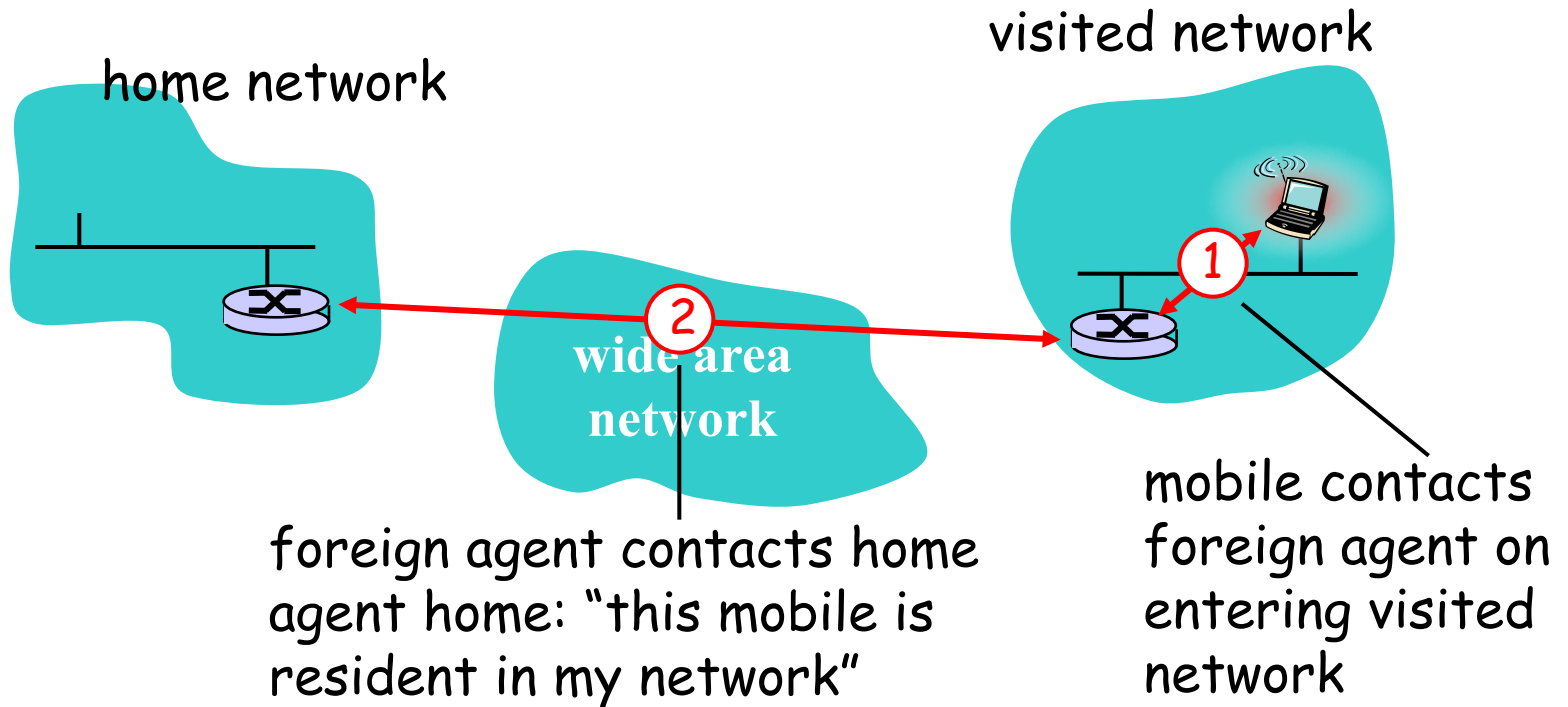 visited network
home network
1
2
wide area
network
mobile contacts
foreign agent on
entering visited
network
foreign agent contacts home
agent home: “this mobile is
resident in my network”